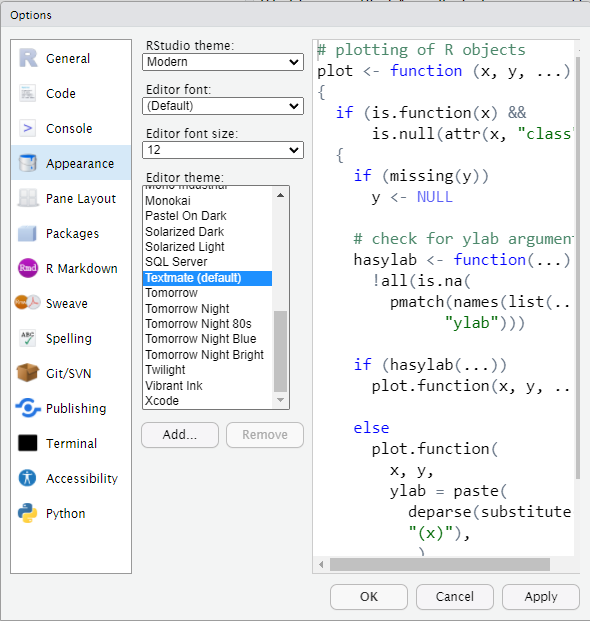 Options
General
Code
Console
Appearance
Pane Layout
Packages
R Markdown
Sweave
Spelling
Git/SVN
Publishing
Terminal
Accessibility
Python
RStudio theme:
Modern
Editor font:
(Default)
Editor font size:
12
Editor theme:
Mono Industrial
Monokai
Pastel On Dark
Solarized Dark
Solarized Light
SQL Server
Textmate (default)
Tomorrow
Tomorrow Night
Tomorrow Night 80s
Tomorrow Night Blue
Tomorrow Night Bright
Twilight
Vibrant Ink
Xcode
Add...
Remove
# plotting of R objects
plot <- function (x, y, ...)
{
if (is.function(x) &&
is.null(attr(x, "class"
{
if (missing(y))
y <- NULL
# check for ylab argument
hasylab <- function(...)
!all(is.na(
pmatch(names(list(..
"ylab")))
if (hasylab(...))
plot.function(x, y, ..
else
plot.function(
x, y,
ylab = paste(
deparse(substitute
"(x)"),
)
OK
Cancel
Apply